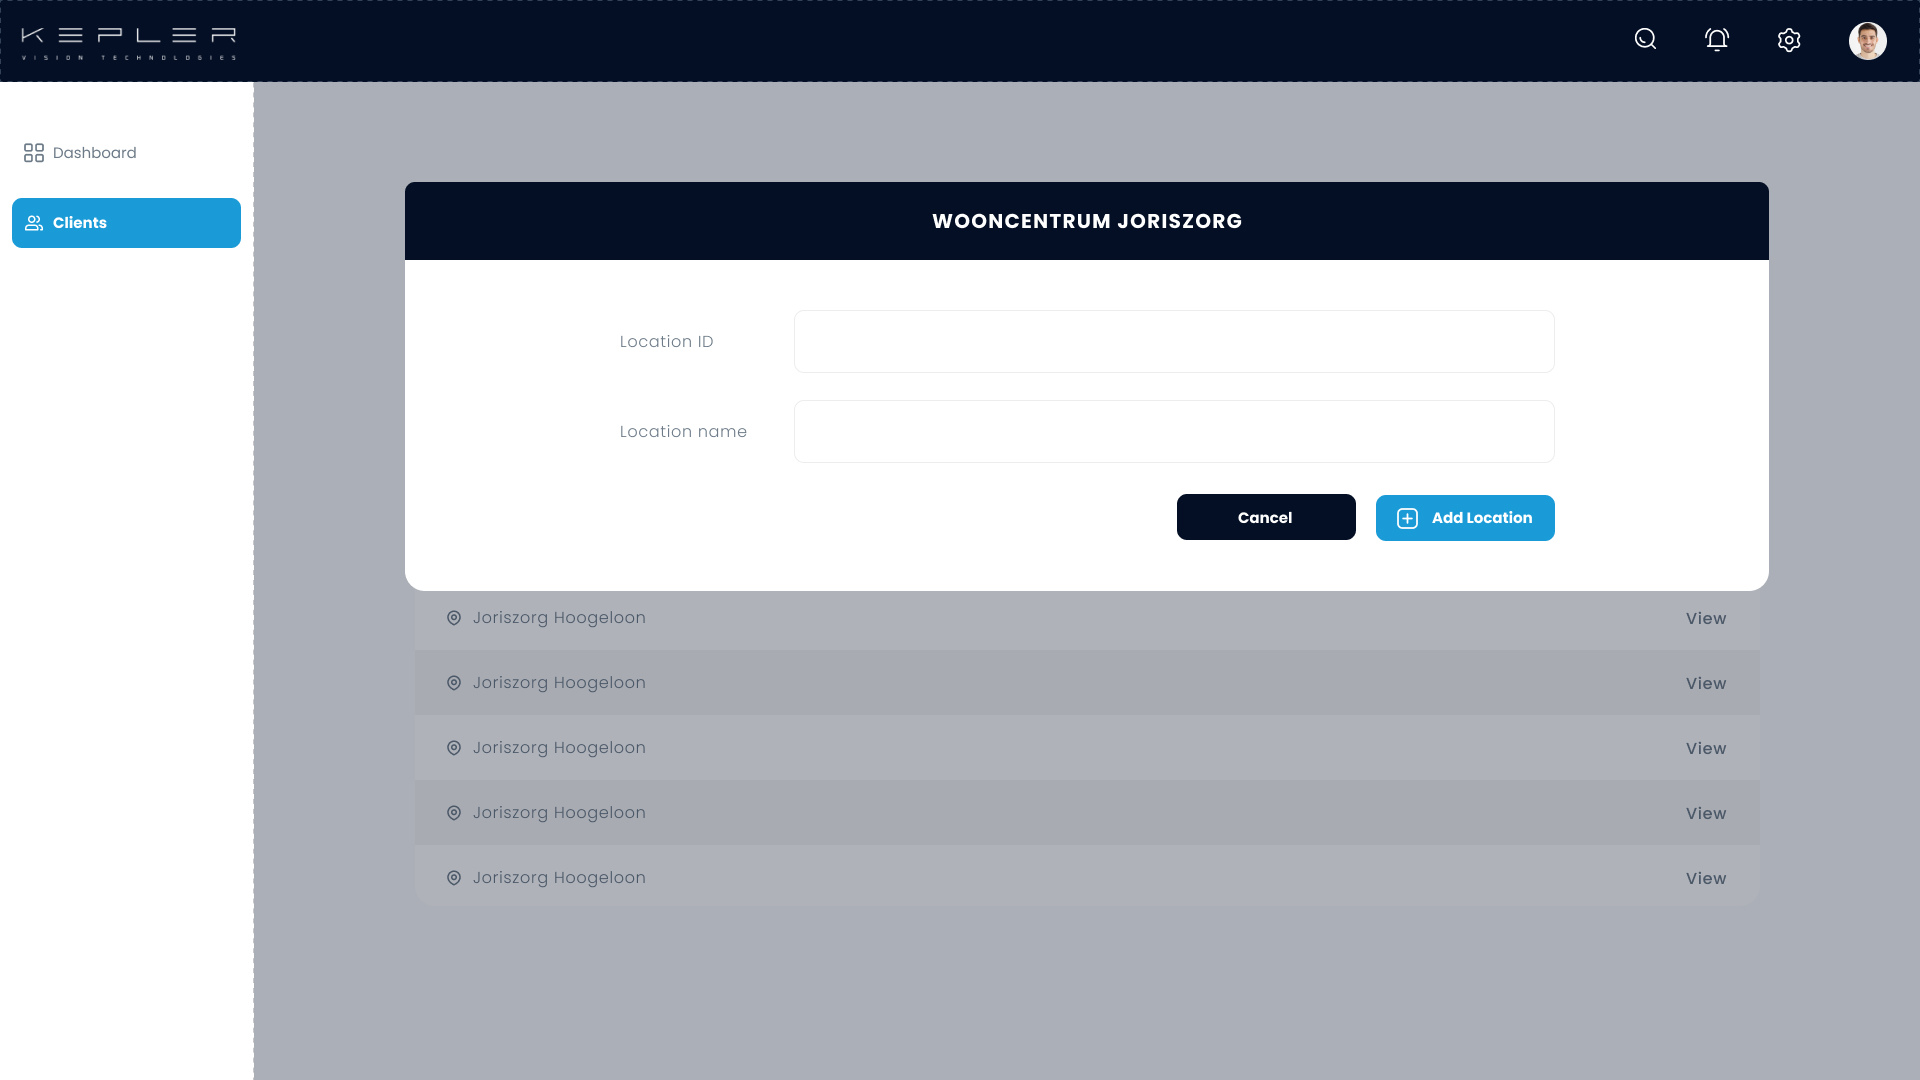 KEPLER
VISION TECHNOLOGIES
Dashboard
Clients
WOONCENTRUM JORISZORG
Location ID
Location name
Cancel
Add Location
Joriszorg Hoogeloon View
Joriszorg Hoogeloon View
Joriszorg Hoogeloon View
Joriszorg Hoogeloon View
Joriszorg Hoogeloon View